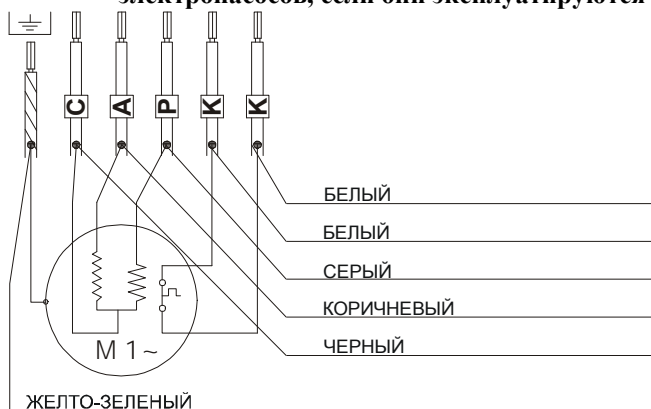 электронасосов, если они эксплуатируются
C A P K K
БЕЛЫЙ
БЕЛЫЙ
СЕРЫЙ
КОРИЧНЕВЫЙ
ЧЕРНЫЙ
M 1~
ЖЕЛТО-ЗЕЛЕНЫЙ